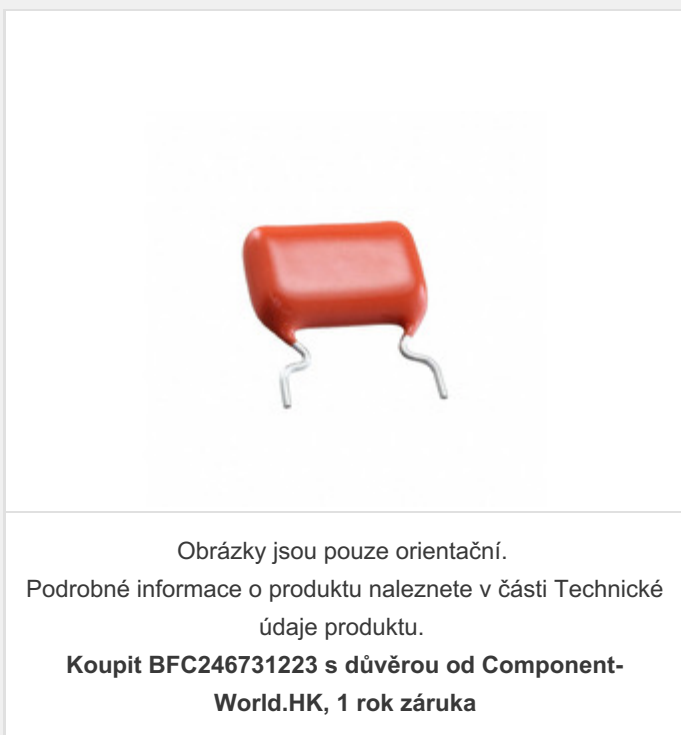 Obrázky jsou pouze orientační.
Podrobné informace o produktu naleznete v části Technické
údaje produktu.
Koupit BFC246731223 s důvěrou od Component-
World.HK, 1 rok záruka